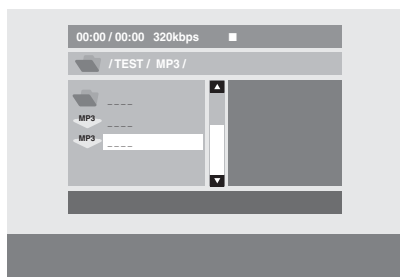 00:00 / 00:00 320kbps
/ TEST / MP3 /
_ _ _ _
MP3 _ _ _ _
MP3 _ _ _ _